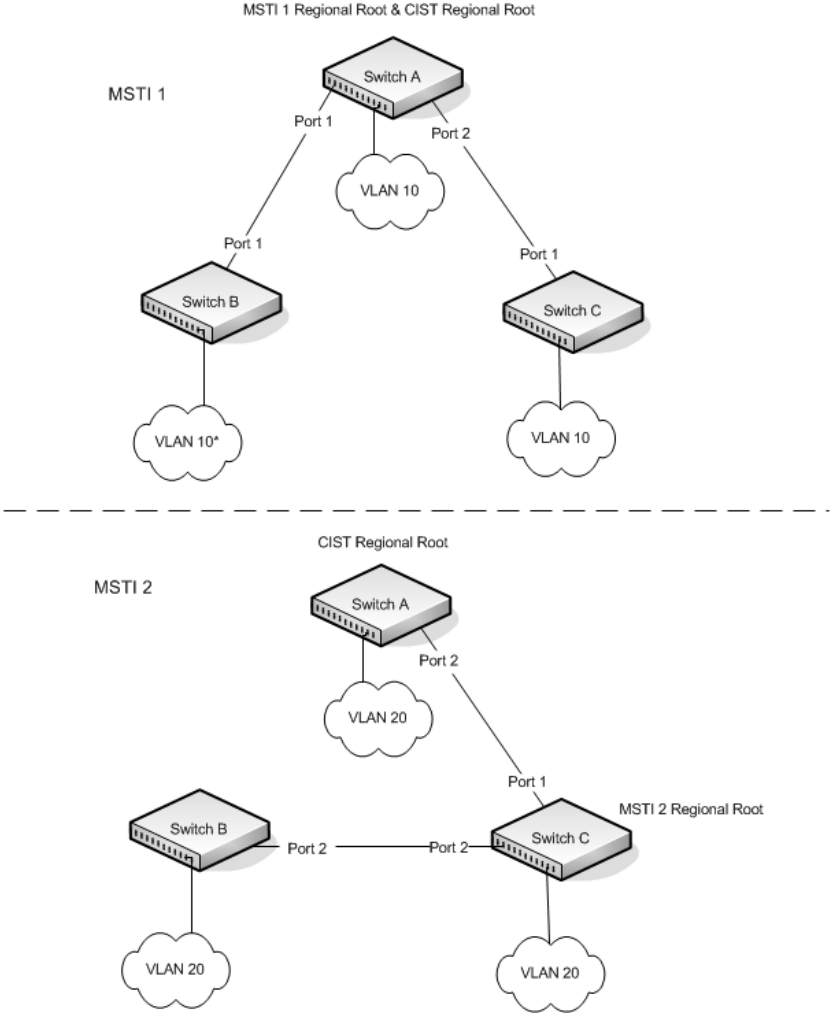 MSTI 1 Regional Root & CIST Regional Root
Switch A
MSTI 1
Port 1
Port 2
VLAN 10
Port 1
Port 1
Switch B
Switch C
VLAN 10*
VLAN 10
CIST Regional Root
MSTI 2
Switch A
Port 2
VLAN 20
Port 1
MSTI 2 Regional Root
Switch B
Switch C
Port 2
Port 2
VLAN 20
VLAN 20